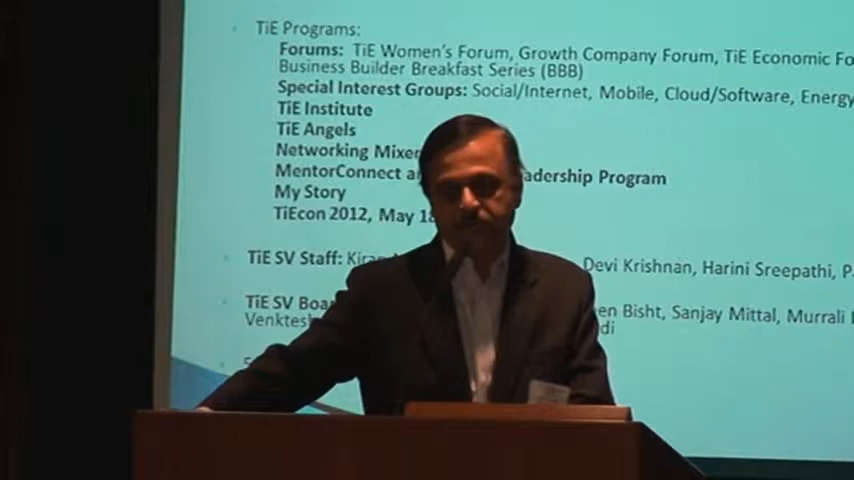 TiE Programs:
Forums: TiE Women's Forum, Growth Company Forum, TiE Economic Fo
Business Builder Breakfast Series (BBB)
Special Interest Groups: Social/Internet, Mobile, Cloud/Software, Energy
TiE Institute
TiE Angels
Networking Mixe
MentorConnect a adership Program
My Story
TiEcon 2012, May 1
TiE SV Staff: Kiran Devi Krishnan, Harini Sreepathi, P
TiE SV Boa en Bisht, Sanjay Mittal, Murrali
Venktes di